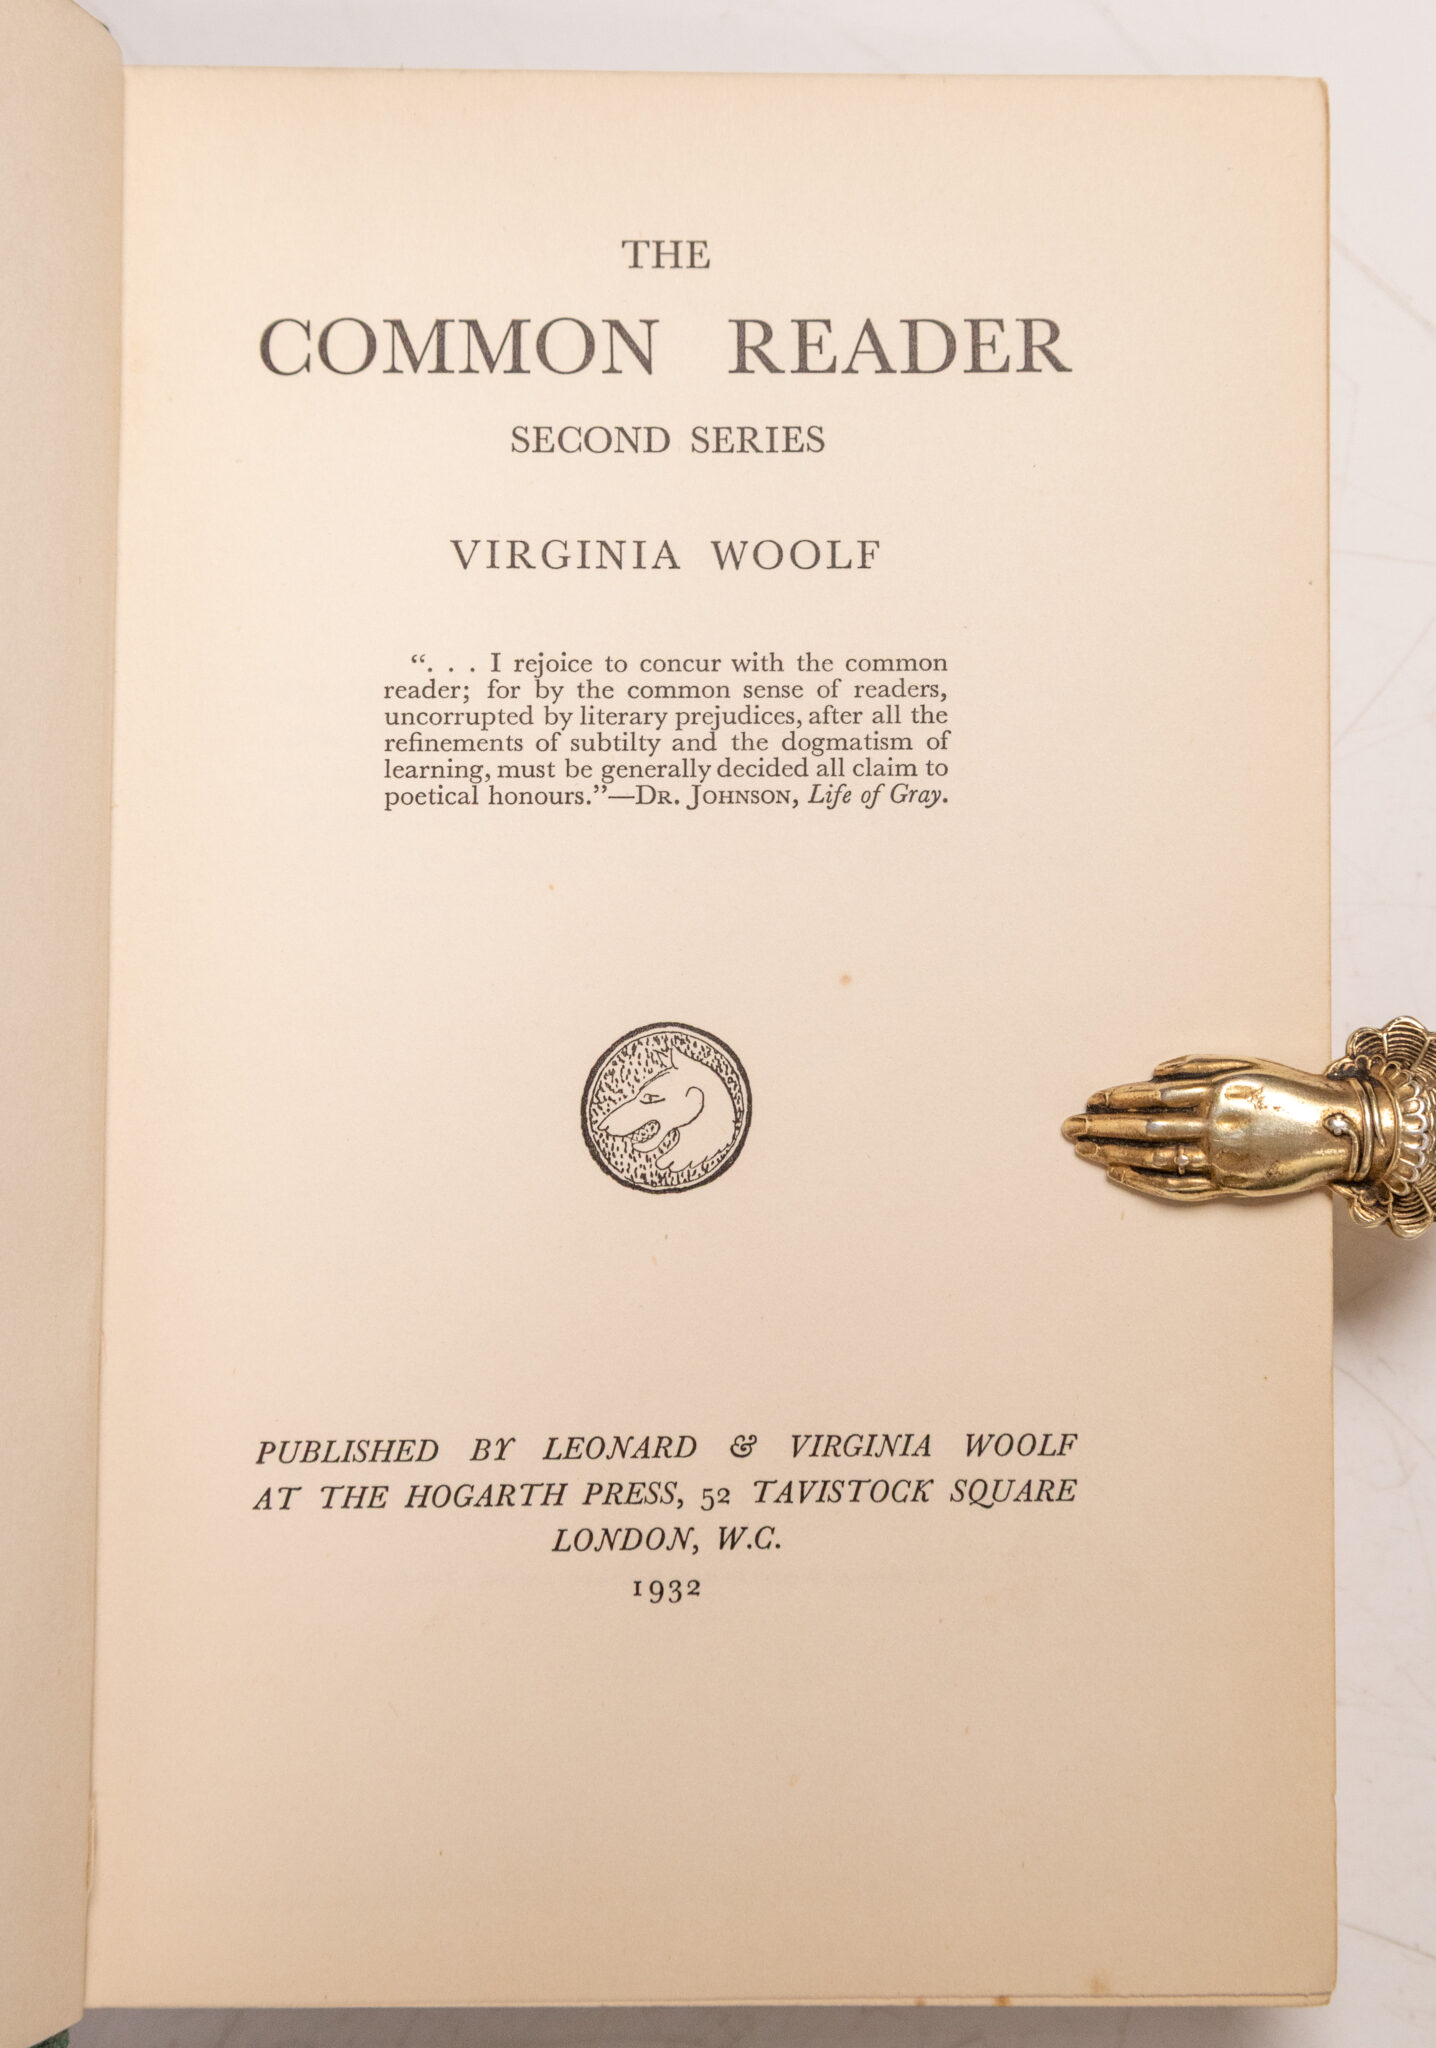 THE
COMMON READER
SECOND SERIES
VIRGINIA WOOLF
“. . . I rejoice to concur with the common
reader; for by the common sense of readers,
uncorrupted by literary prejudices, after all the
refinements of subtilty and the dogmatism of
learning, must be generally decided all claim to
poetical honours.”—DR. JOHNSON, Life of Gray.
PUBLISHED BY LEONARD & VIRGINIA WOOLF
AT THE HOGARTH PRESS, 52 TAVISTOCK SQUARE
LONDON, W.C.
1932